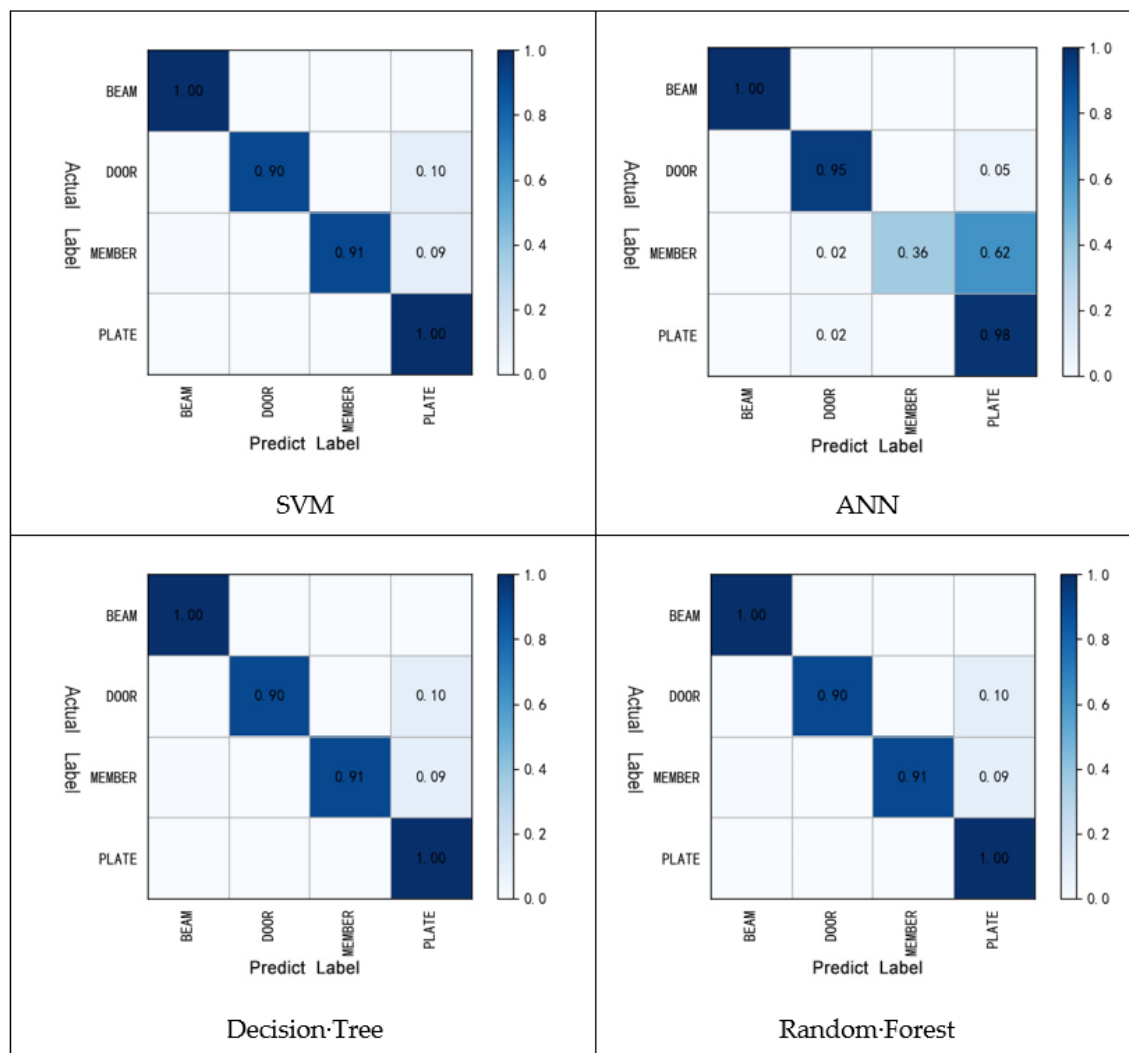 1.0
BEAM 1.00
0.8
DOOR 0.90 0.10
0.6
Actual Label
0.4
MEMBER 0.91 0.09
0.2
PLATE 1.00
0.0
BEAM DOOR MEMBER PLATE
Predict Label
SVM
1.0
BEAM 1.00
0.8
DOOR 0.95 0.05
0.6
Actual Label
0.4
MEMBER 0.02 0.36 0.62
0.2
PLATE 0.02 0.98
0.0
BEAM DOOR MEMBER PLATE
Predict Label
ANN
1.0
BEAM 1.00
0.8
DOOR 0.90 0.10
0.6
Actual Label
0.4
MEMBER 0.91 0.09
0.2
PLATE 1.00
0.0
BEAM DOOR MEMBER PLATE
Predict Label
Decision·Tree
1.0
BEAM 1.00
0.8
DOOR 0.90 0.10
0.6
Actual Label
0.4
MEMBER 0.91 0.09
0.2
PLATE 1.00
0.0
BEAM DOOR MEMBER PLATE
Predict Label
Random·Forest